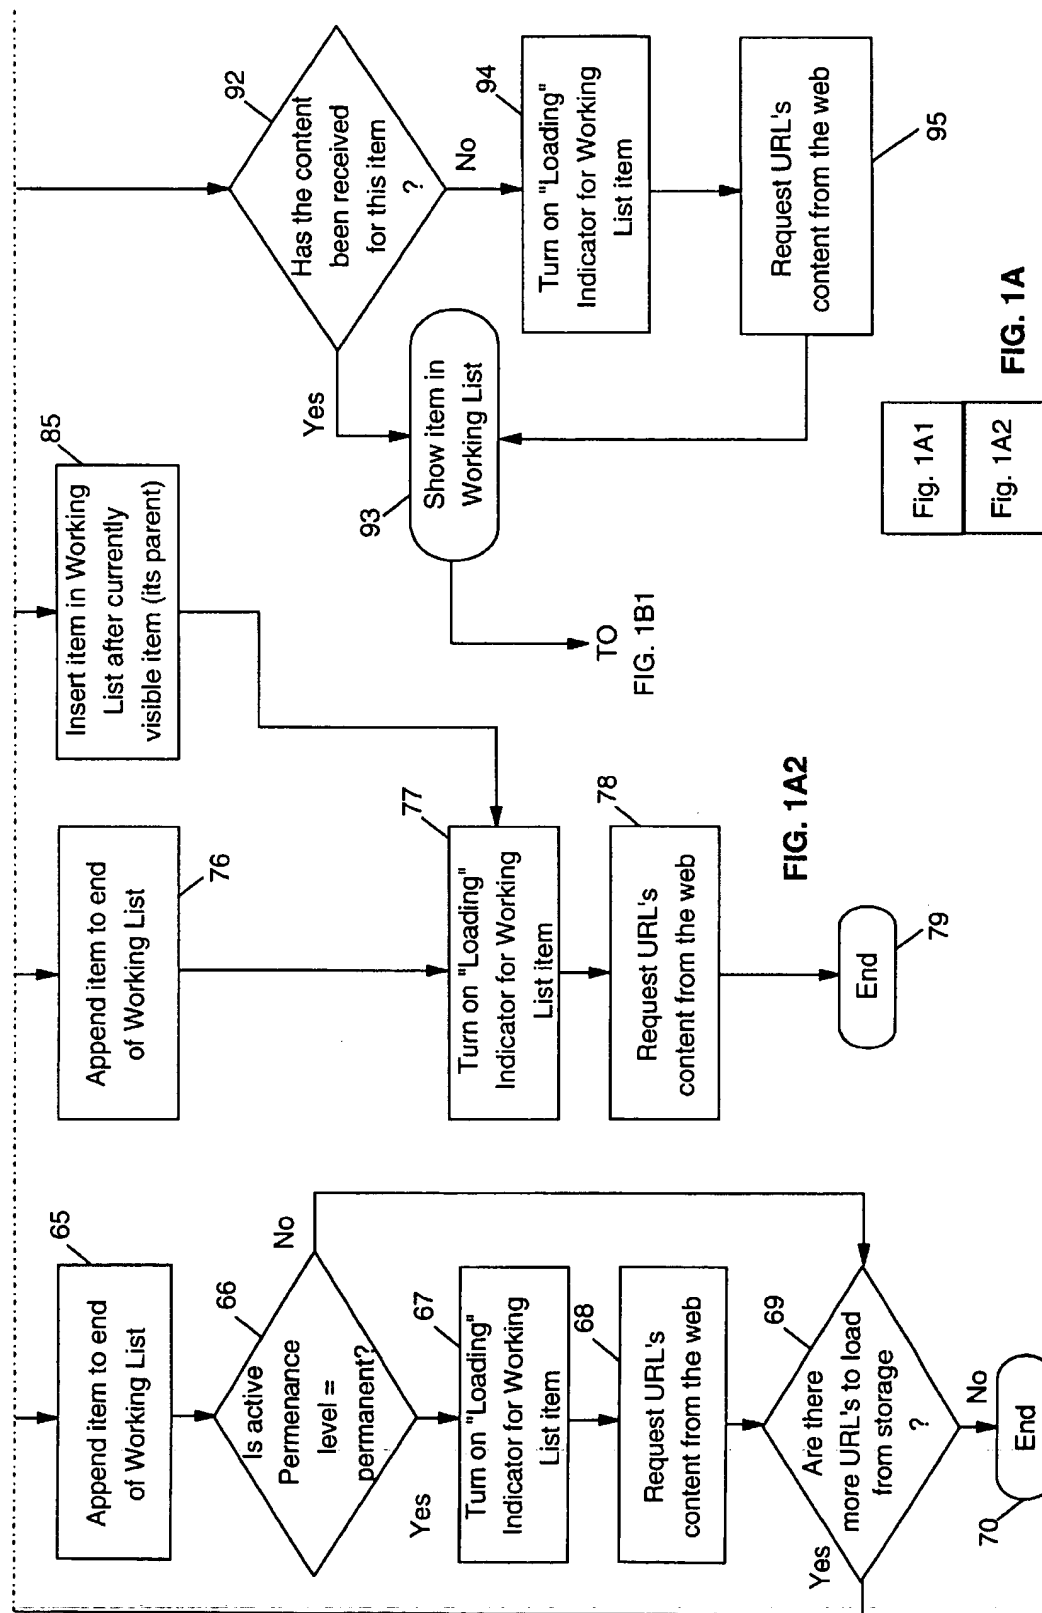 65
Append item to end
of Working List
66
Is active
Permenance
level =
permanent?
No
Yes
67
Turn on "Loading"
Indicator for Working
List item
68
Request URL's
content from the web
69
Are there
more URL's to load
from storage
?
Yes
No
End
70
Append item to end
of Working List
76
77
Turn on "Loading"
Indicator for Working
List item
78
Request URL's
content from the web
End
79
85
Insert item in Working
List after currently
visible item (its parent)
92
Has the content
been received
for this item
?
Yes
No
93
Show item in
Working List
TO
FIG. 1B1
94
Turn on "Loading"
Indicator for Working
List item
Request URL's
content from the web
95
FIG. 1A2
Fig. 1A1
Fig. 1A2
FIG. 1A